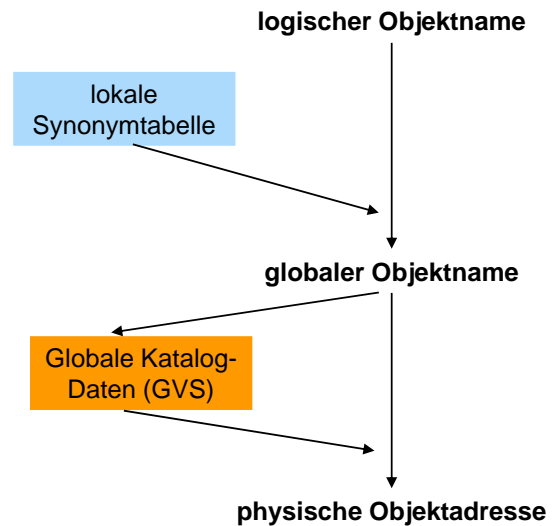 logischer Objektname
lokale
Synonymtabelle
globaler Objektname
Globale Katalog-
Daten (GVS)
physische Objektadresse